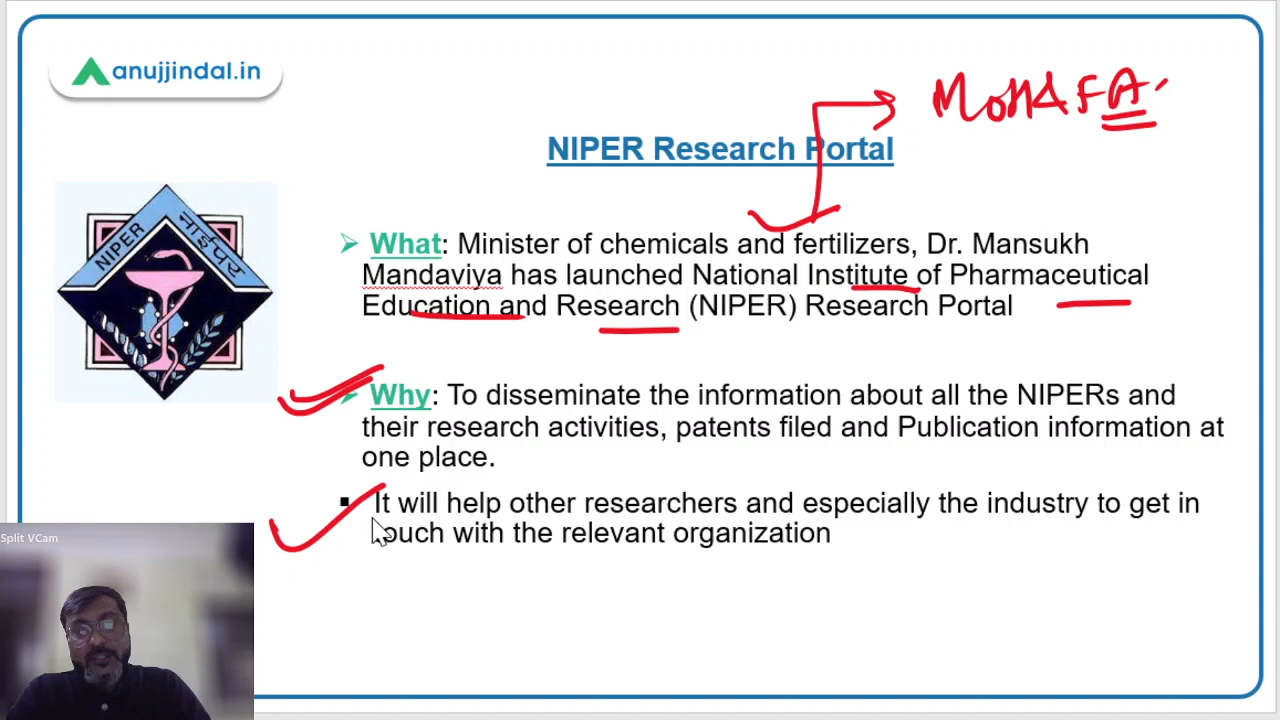 anujjindal.in
NIPER Research Portal
NIPER नाईपर
➢ What: Minister of chemicals and fertilizers, Dr. Mansukh
Mandaviya has launched National Institute of Pharmaceutical
Education and Research (NIPER) Research Portal
➢ Why: To disseminate the information about all the NIPERs and
their research activities, patents filed and Publication information at
one place.
▪ It will help other researchers and especially the industry to get in
touch with the relevant organization
Split VCam